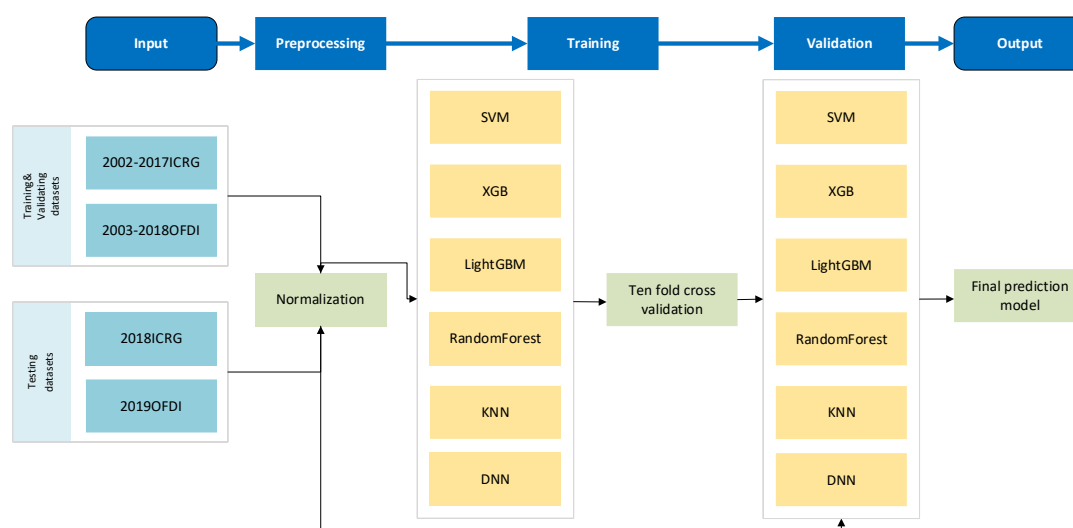 Input
Preprocessing
Training
Validation
Output
Training&
Validating
datasets
2002-2017ICRG
2003-2018OFDI
Testing
datasets
2018ICRG
2019OFDI
Normalization
SVM
XGB
LightGBM
RandomForest
KNN
DNN
Ten fold cross
validation
SVM
XGB
LightGBM
RandomForest
KNN
DNN
Final prediction
model